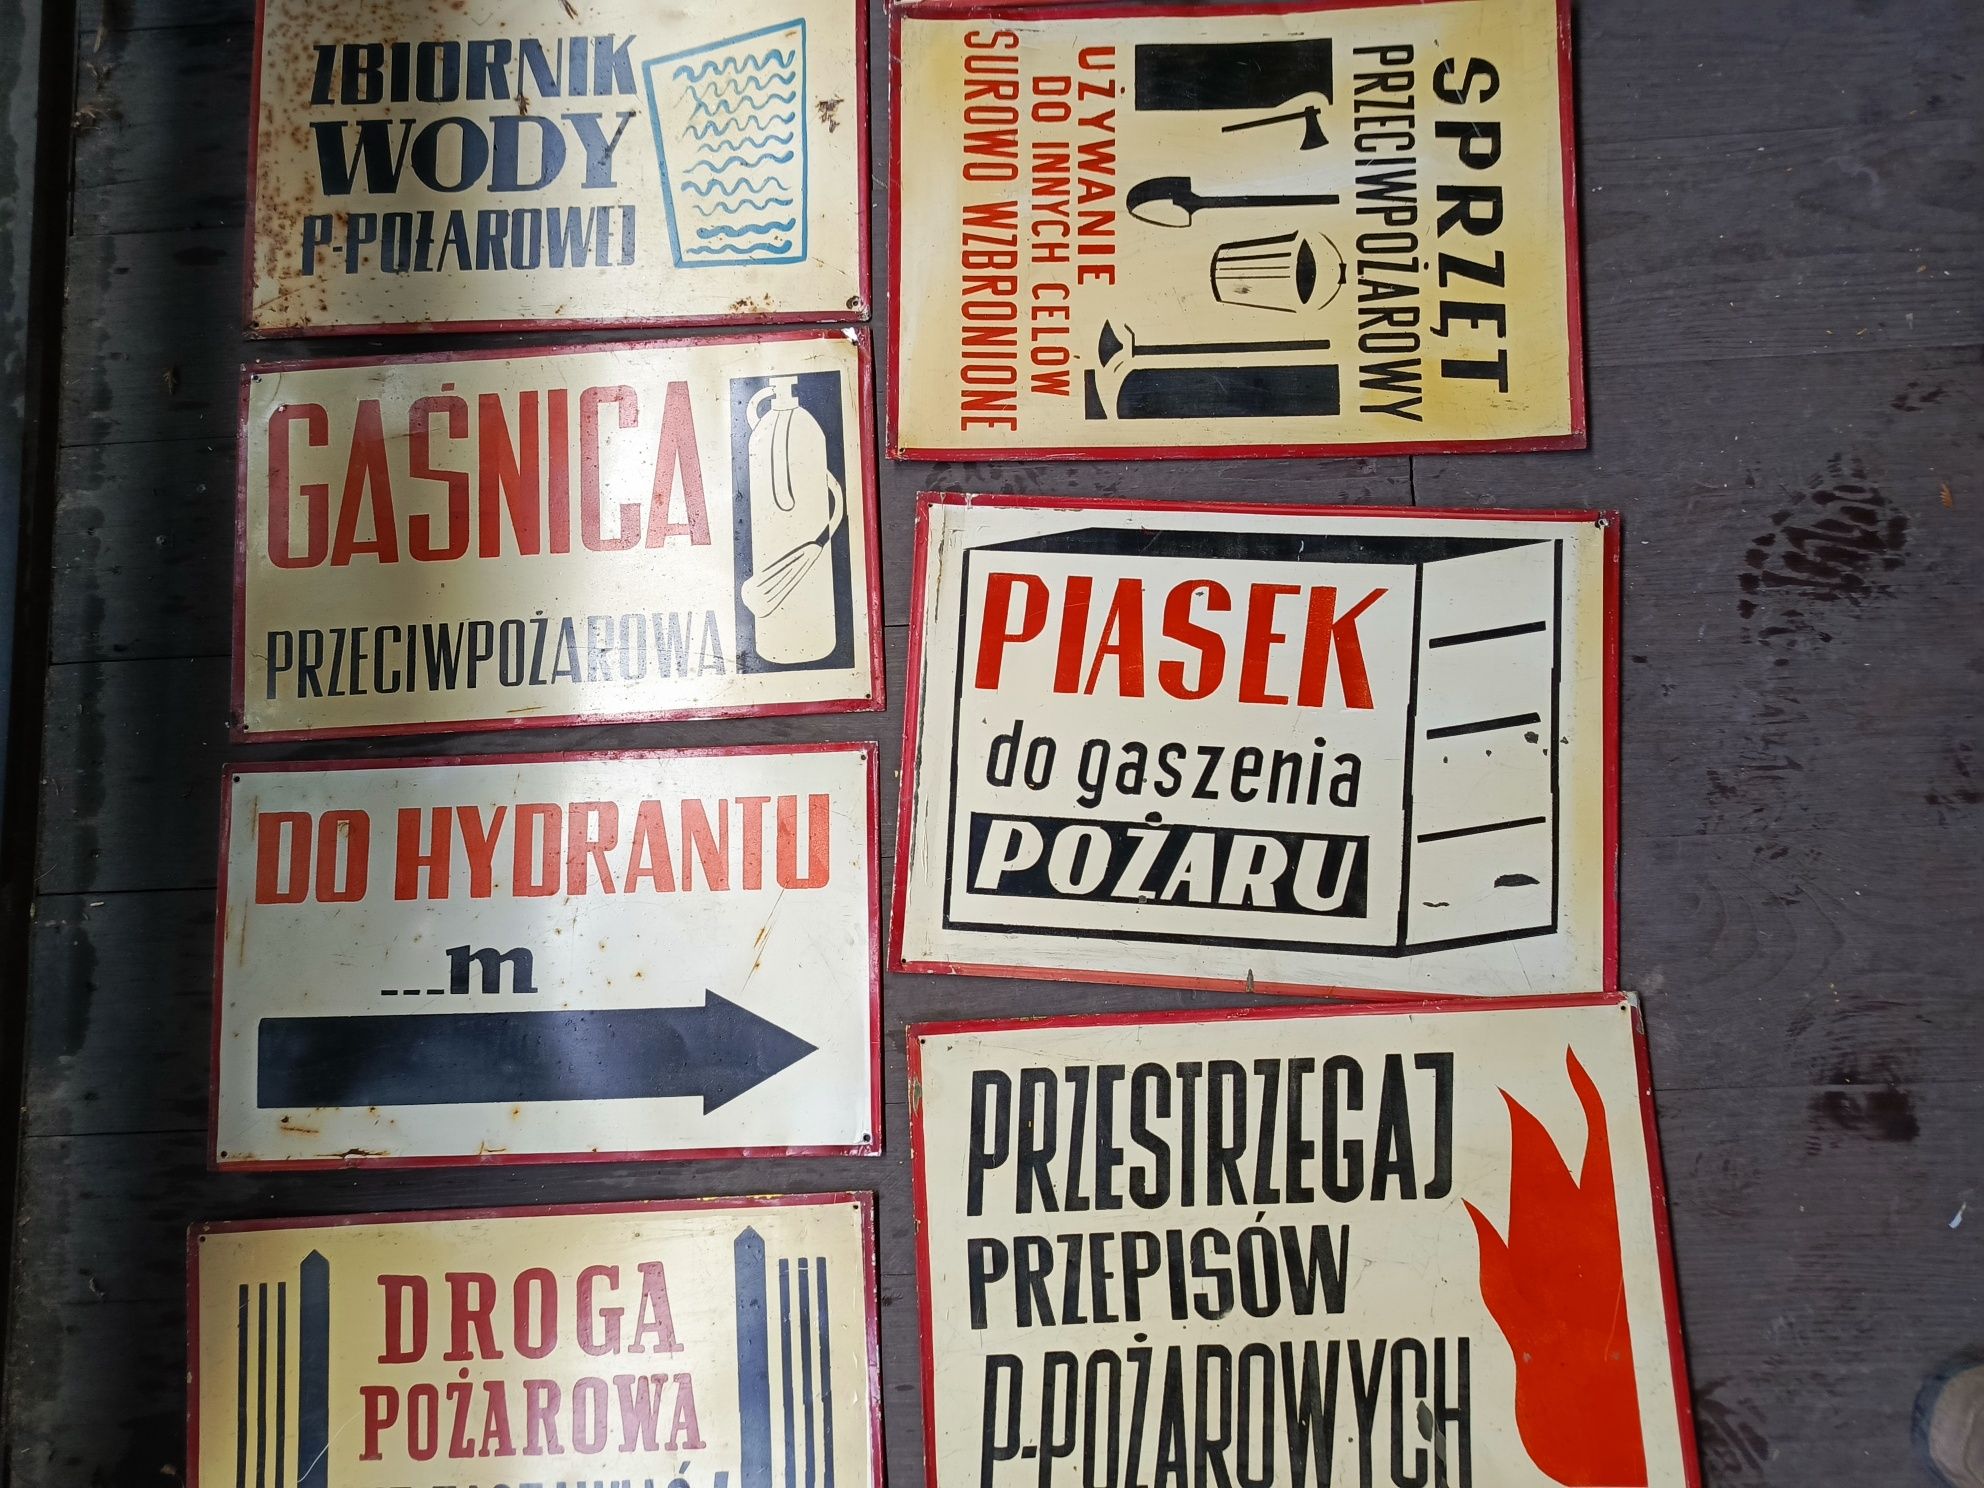 ZBIORNIK
WODY
P-POŻAROWEJ
GAŚNICA
PRZECIWPOŻAROWA
DO HYDRANTU
___m
DROGA
POŻAROWA
SPRZĘT
PRZECIWPOŻAROWY
UŻYWANIE
DO INNYCH CELÓW
SUROWO WZBRONIONE
PIASEK
do gaszenia
POŻARU
PRZESTRZEGAJ
PRZEPISÓW
P-POŻAROWYCH